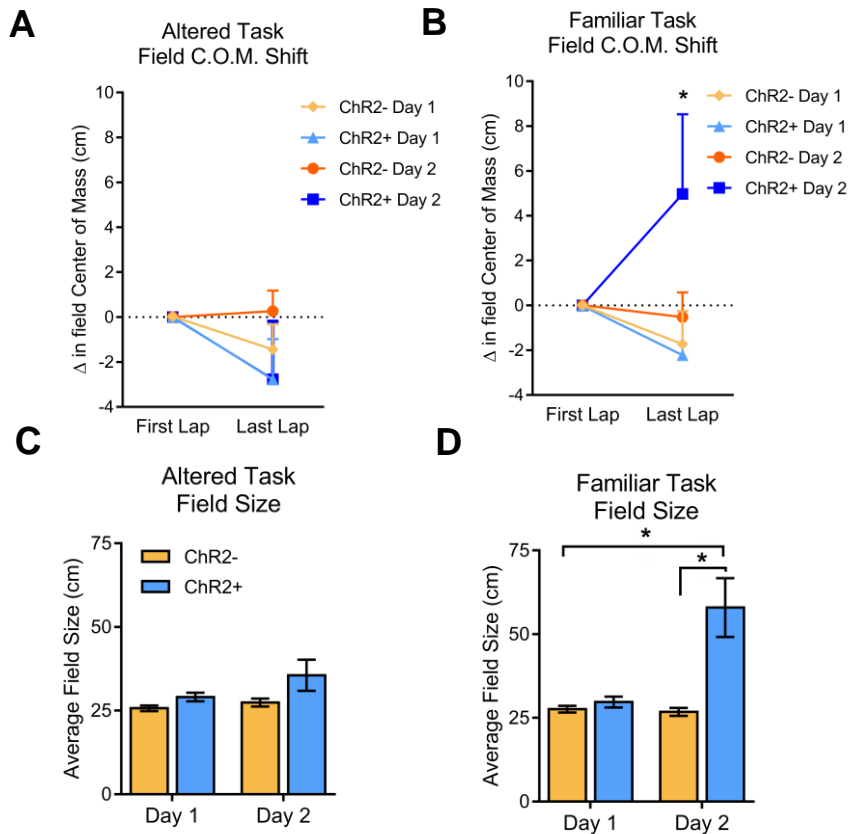 A
Altered Task
Field C.O.M. Shift
Δ in field Center of Mass (cm)
10
8
6
4
2
0
-2
-4
First Lap
Last Lap
ChR2- Day 1
ChR2+ Day 1
ChR2- Day 2
ChR2+ Day 2
B
Familiar Task
Field C.O.M. Shift
Δ in field Center of Mass (cm)
10
8
6
4
2
0
-2
-4
*
First Lap
Last Lap
ChR2- Day 1
ChR2+ Day 1
ChR2- Day 2
ChR2+ Day 2
C
Altered Task
Field Size
Average Field Size (cm)
75
50
25
0
ChR2-
ChR2+
Day 1
Day 2
D
Familiar Task
Field Size
Average Field Size (cm)
75
50
25
0
*
*
Day 1
Day 2